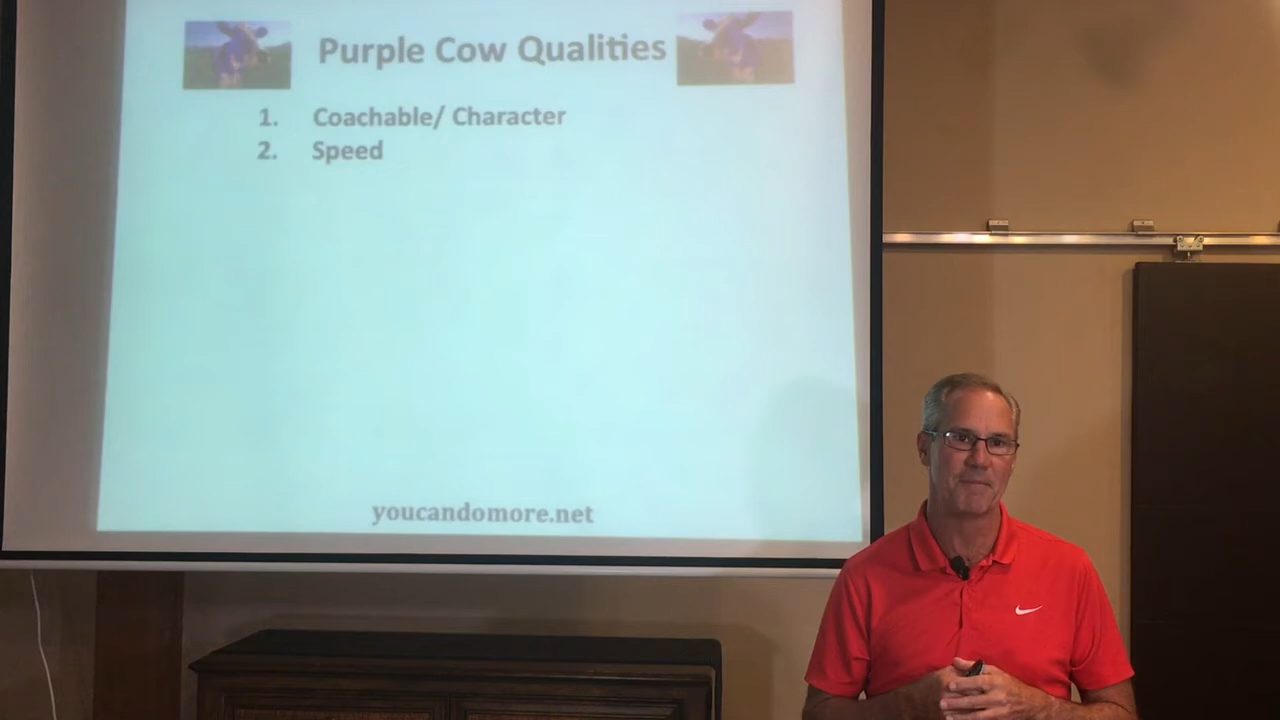 Purple Cow Qualities
1. Coachable/ Character
2. Speed
youcandomore.net